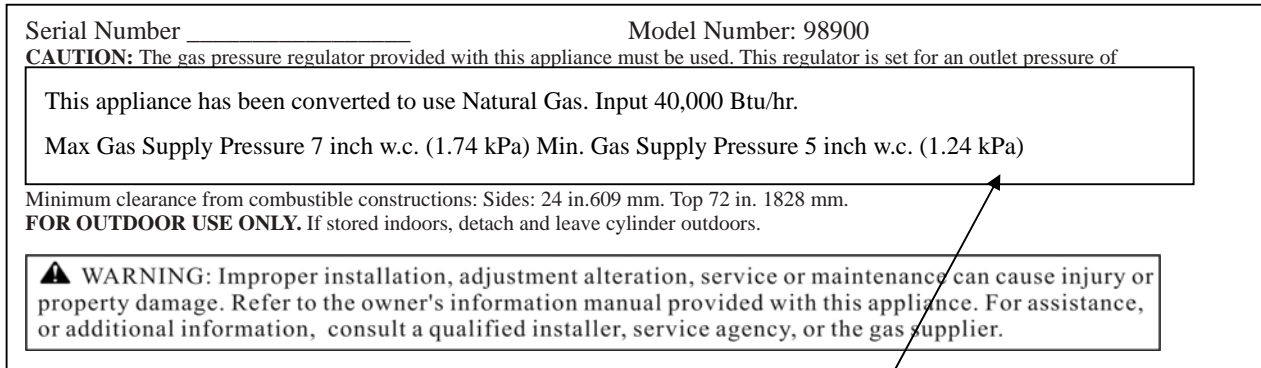 Serial Number _________________ Model Number: 98900
CAUTION: The gas pressure regulator provided with this appliance must be used. This regulator is set for an outlet pressure of
This appliance has been converted to use Natural Gas. Input 40,000 Btu/hr.
Max Gas Supply Pressure 7 inch w.c. (1.74 kPa) Min. Gas Supply Pressure 5 inch w.c. (1.24 kPa)
Minimum clearance from combustible constructions: Sides: 24 in.609 mm. Top 72 in. 1828 mm.
FOR OUTDOOR USE ONLY. If stored indoors, detach and leave cylinder outdoors.
WARNING: Improper installation, adjustment alteration, service or maintenance can cause injury or
property damage. Refer to the owner's information manual provided with this appliance. For assistance,
or additional information, consult a qualified installer, service agency, or the gas supplier.